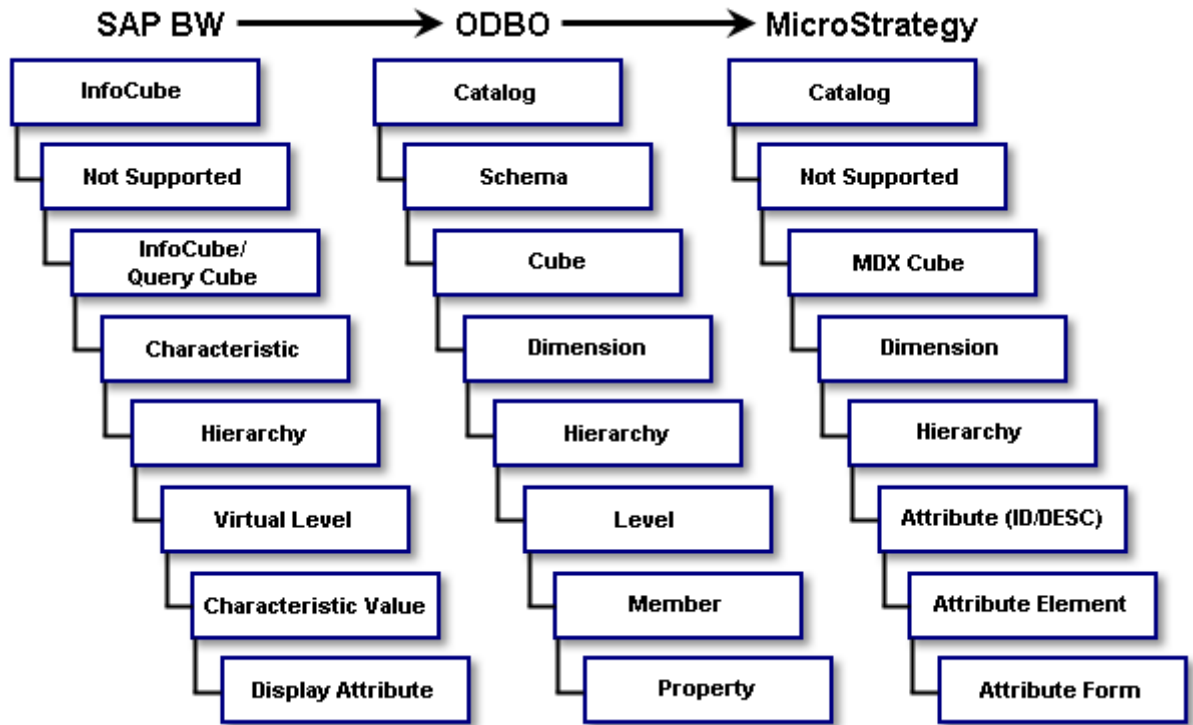 SAP BW
ODBO
MicroStrategy
InfoCube
Catalog
Catalog
Not Supported
Schema
Not Supported
InfoCube/
Query Cube
Cube
MDX Cube
Characteristic
Dimension
Dimension
Hierarchy
Hierarchy
Hierarchy
Virtual Level
Level
Attribute (ID/DESC)
Characteristic Value
Member
Attribute Element
Display Attribute
Property
Attribute Form